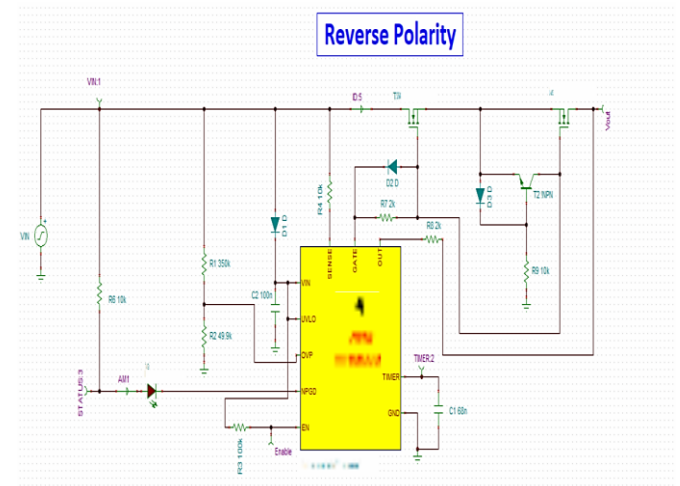 Reverse Polarity
VIN:1
ID:5
Vout
D2 D
D3 D
T2 NPN
R4 10k
R7 2k
R8 2k
D1 D
VIN
R1 350k
R9 10k
SENSE
GATE
OUT
VIN
R6 10k
C2 100n
R2 49.9k
UVLO
OVP
TIMER:2
STATUS:3
AM1
NPGD
TIMER
GND
C1 68n
R3 100k
EN
Enable